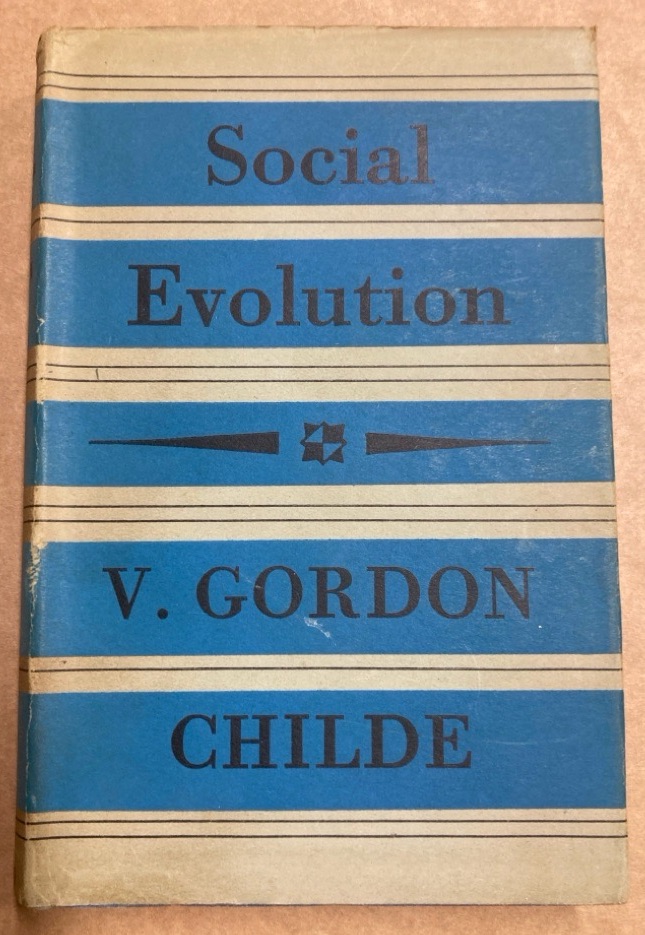 Social
Evolution
V. GORDON
CHILDE